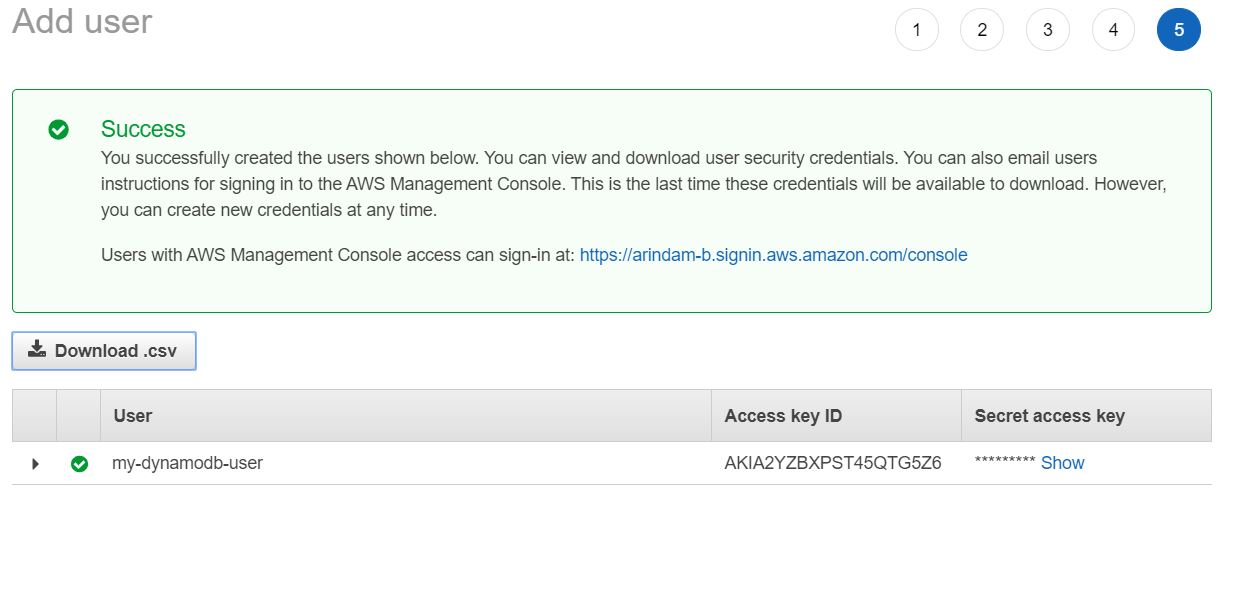 Add user
1 2 3 4 5
Success
You successfully created the users shown below. You can view and download user security credentials. You can also email users
instructions for signing in to the AWS Management Console. This is the last time these credentials will be available to download. However,
you can create new credentials at any time.
Users with AWS Management Console access can sign-in at: https://arindam-b.signin.aws.amazon.com/console
Download .csv
User Access key ID Secret access key
my-dynamodb-user AKIA2YZBXPST45QTG5Z6 ********* Show